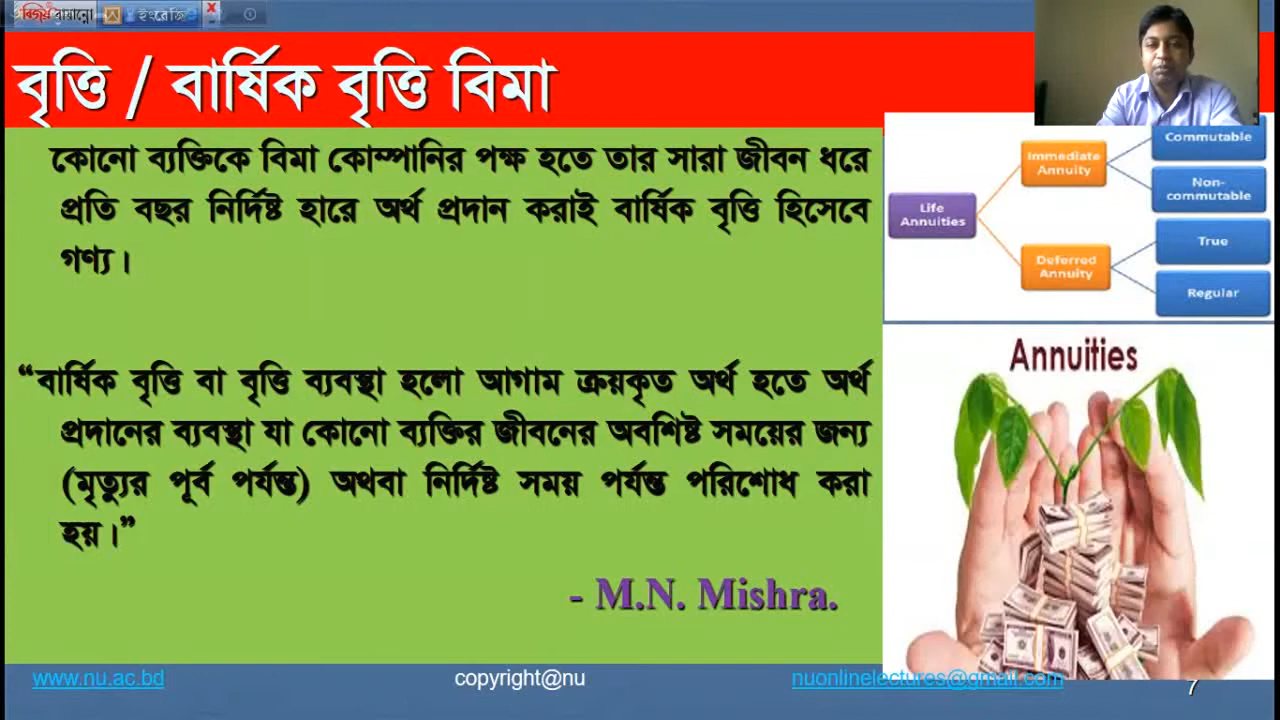 বিজয় বায়ান্নো
ইংরেজি
বৃত্তি / বার্ষিক বৃত্তি বিমা
কোনো ব্যক্তিকে বিমা কোম্পানির পক্ষ হতে তার সারা জীবন ধরে
প্রতি বছর নির্দিষ্ট হারে অর্থ প্রদান করাই বার্ষিক বৃত্তি হিসেবে
গণ্য।
“বার্ষিক বৃত্তি বা বৃত্তি ব্যবস্থা হলো আগাম ক্রয়কৃত অর্থ হতে অর্থ
প্রদানের ব্যবস্থা যা কোনো ব্যক্তির জীবনের অবশিষ্ট সময়ের জন্য
(মৃত্যুর পূর্ব পর্যন্ত) অথবা নির্দিষ্ট সময় পর্যন্ত পরিশোধ করা
হয়।”
- M.N. Mishra.
Life
Annuities
Immediate
Annuity
Commutable
Non-
commutable
Deferred
Annuity
True
Regular
Annuities
www.nu.ac.bd
copyright@nu
nuonlinelectures@gmail.com
7